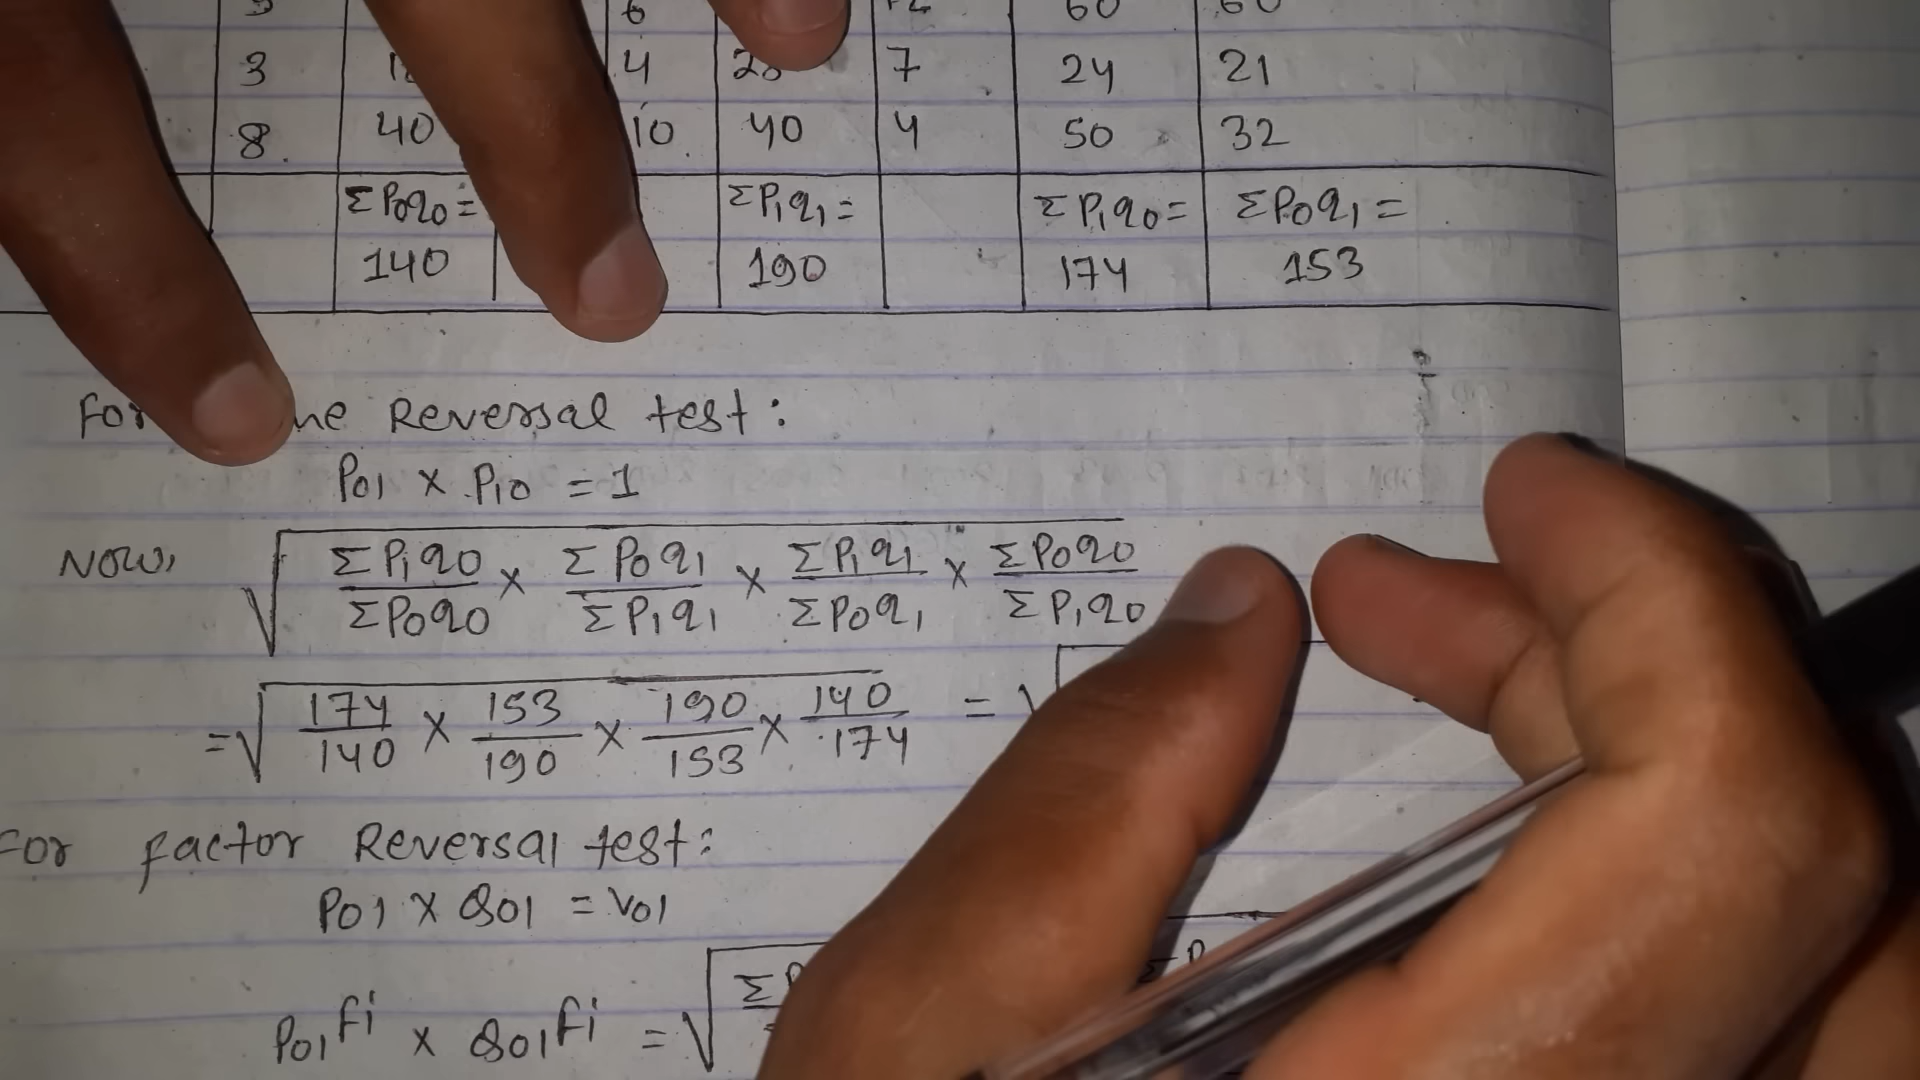 3 4 7 24 21
8. 40 10. 40 4 50 32
ΣP0q0= ΣP1q1= ΣP1q0= ΣP0q1=
140 190 174 153
Reversal test:
P01 × P10 = 1
Now, √ ΣP1q0/ΣP0q0 × ΣP0q1/ΣP1q1 × ΣP1q1/ΣP0q1 × ΣP0q0/ΣP1q0
= √ 174/140 × 153/190 × 190/153 × 140/174 = √
For factor Reversal test:
P01 × Q01 = V01
P01Fi × Q01Fi = √